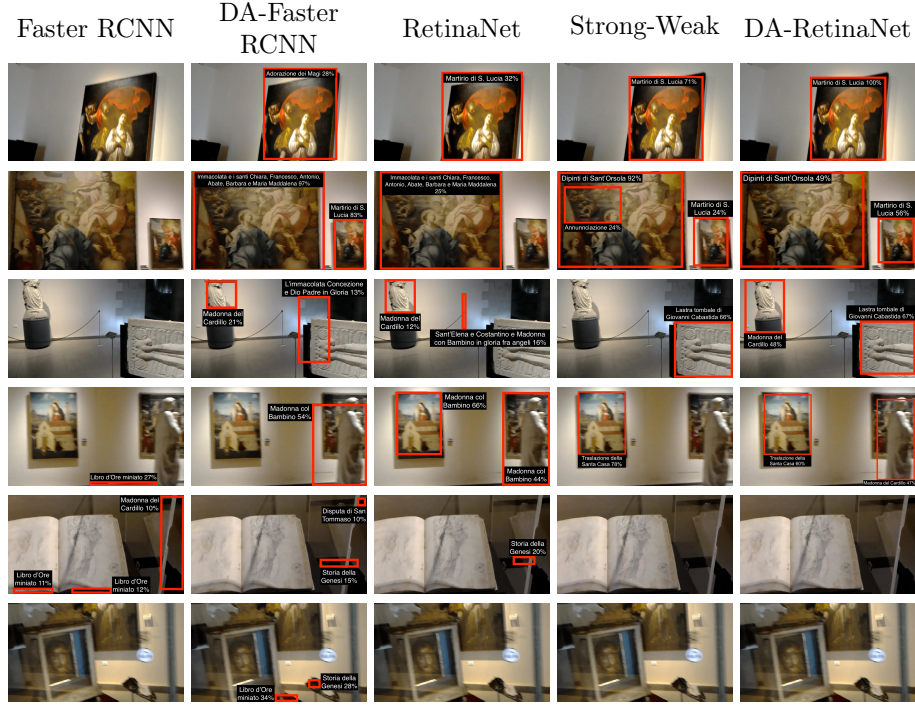 Faster RCNN
DA-Faster
RCNN
RetinaNet
Strong-Weak
DA-RetinaNet
Adorazione dei Magi 28%
Martirio di S. Lucia 32%
Martirio di S. Lucia 71%
Martirio di S. Lucia 100%
Immacolata e i santi Chiara, Francesco, Antonio,
Abate, Barbara e Maria Maddalena 97%
Martirio di S.
Lucia 83%
Immacolata e i santi Chiara, Francesco,
Antonio, Abate, Barbara e Maria Maddalena
25%
Dipinti di Sant'Orsola 92%
Annunnciazione 24%
Martirio di S.
Lucia 24%
Dipinti di Sant'Orsola 49%
Martirio di S.
Lucia 56%
Madonna del
Cardillo 21%
L'immacolata Concezione
e Dio Padre in Gloria 13%
Madonna del
Cardillo 12%
Sant'Elena e Costantino e Madonna
con Bambino in gloria fra angeli 16%
Lastra tombale di
Giovanni Cabastida 66%
Madonna del
Cardillo 48%
Lastra tombale di
Giovanni Cabastida 67%
Libro d'Ore miniato 27%
Madonna col
Bambino 54%
Madonna col
Bambino 66%
Madonna col
Bambino 44%
Traslazione della
Santa Casa 78%
Traslazione della
Santa Casa 60%
Madonna del Cardillo 47%
Madonna del
Cardillo 10%
Libro d'Ore
miniato 11%
Libro d'Ore
miniato 12%
Disputa di San
Tommaso 10%
Storia della
Genesi 15%
Storia della
Genesi 20%
Libro d'Ore
miniato 34%
Storia della
Genesi 28%